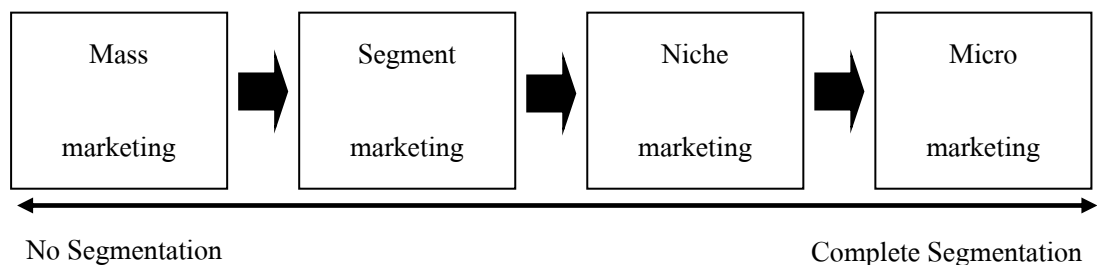 Mass
marketing
Segment
marketing
Niche
marketing
Micro
marketing
No Segmentation
Complete Segmentation